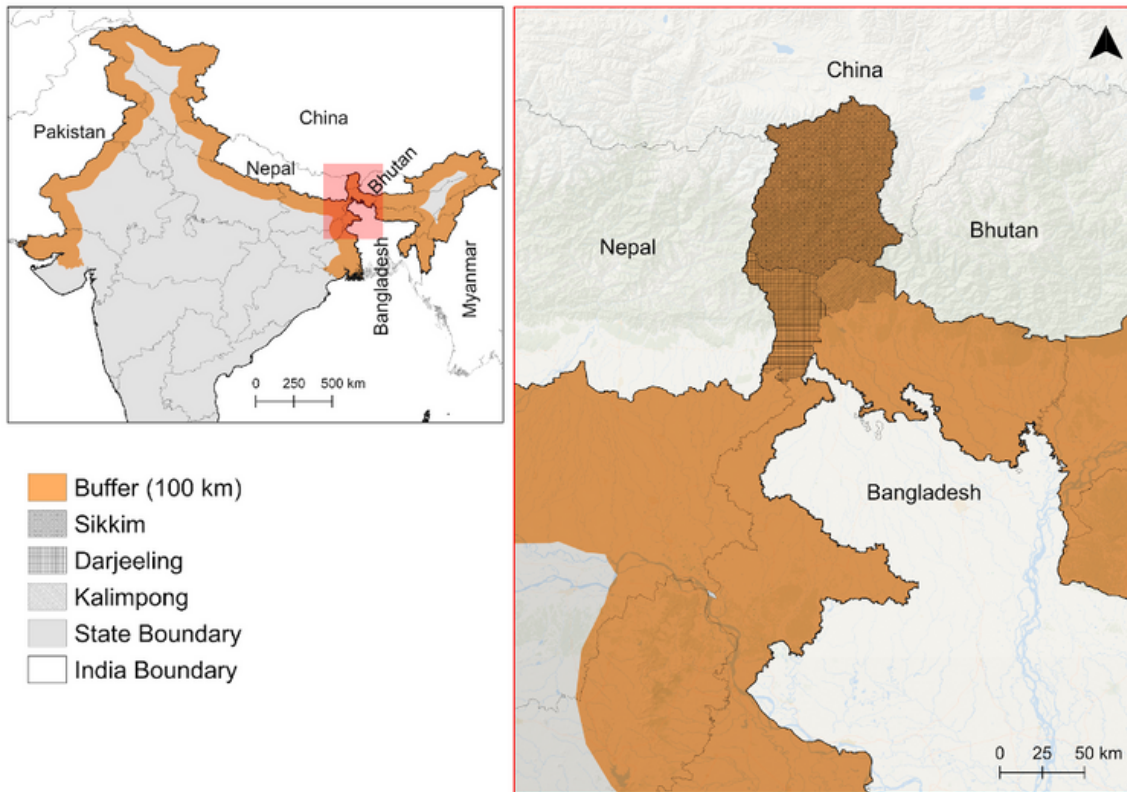 Pakistan
China
Nepal
Bhutan
Bangladesh
Myanmar
0 250 500 km
Buffer (100 km)
Sikkim
Darjeeling
Kalimpong
State Boundary
India Boundary
China
Nepal
Bhutan
Bangladesh
0 25 50 km